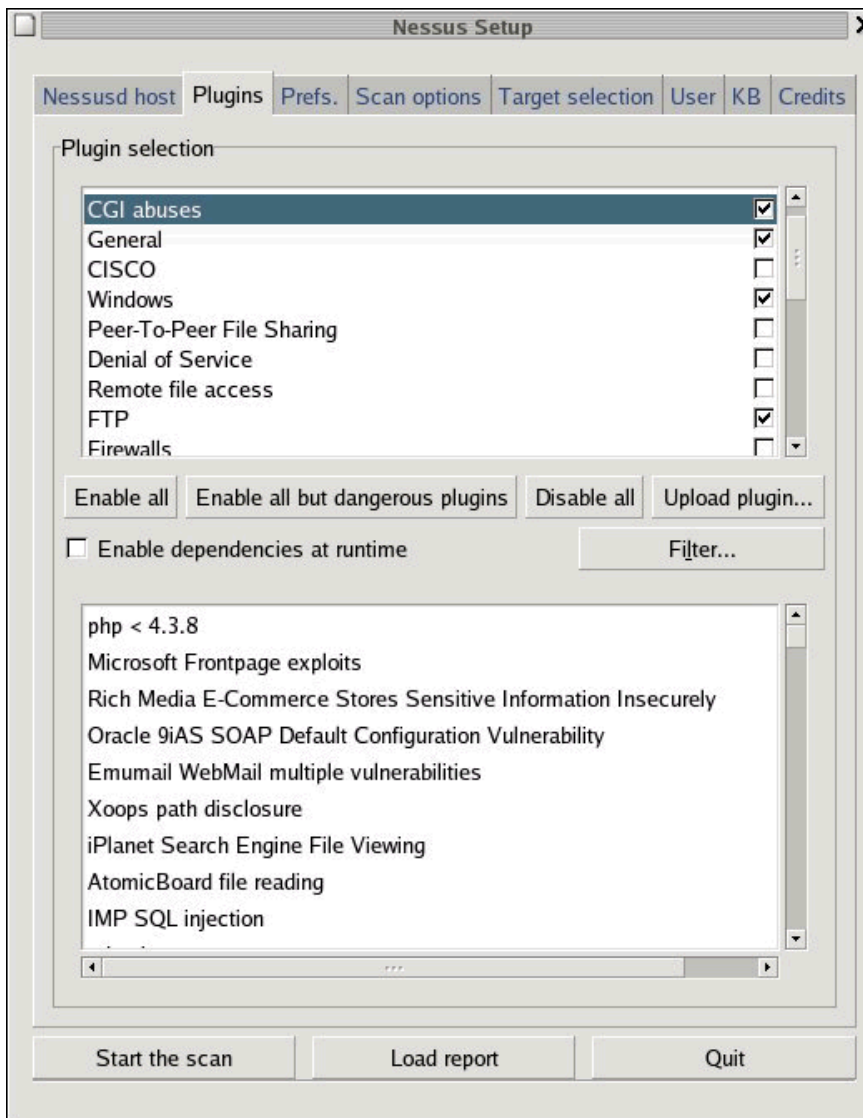 Nessus Setup
Nessusd host Plugins Prefs. Scan options Target selection User KB Credits
Plugin selection
CGI abuses
General
CISCO
Windows
Peer-To-Peer File Sharing
Denial of Service
Remote file access
FTP
Firewalls
Enable all Enable all but dangerous plugins Disable all Upload plugin...
Enable dependencies at runtime Filter...
php < 4.3.8
Microsoft Frontpage exploits
Rich Media E-Commerce Stores Sensitive Information Insecurely
Oracle 9iAS SOAP Default Configuration Vulnerability
Emumail WebMail multiple vulnerabilities
Xoops path disclosure
iPlanet Search Engine File Viewing
AtomicBoard file reading
IMP SQL injection
Start the scan Load report Quit